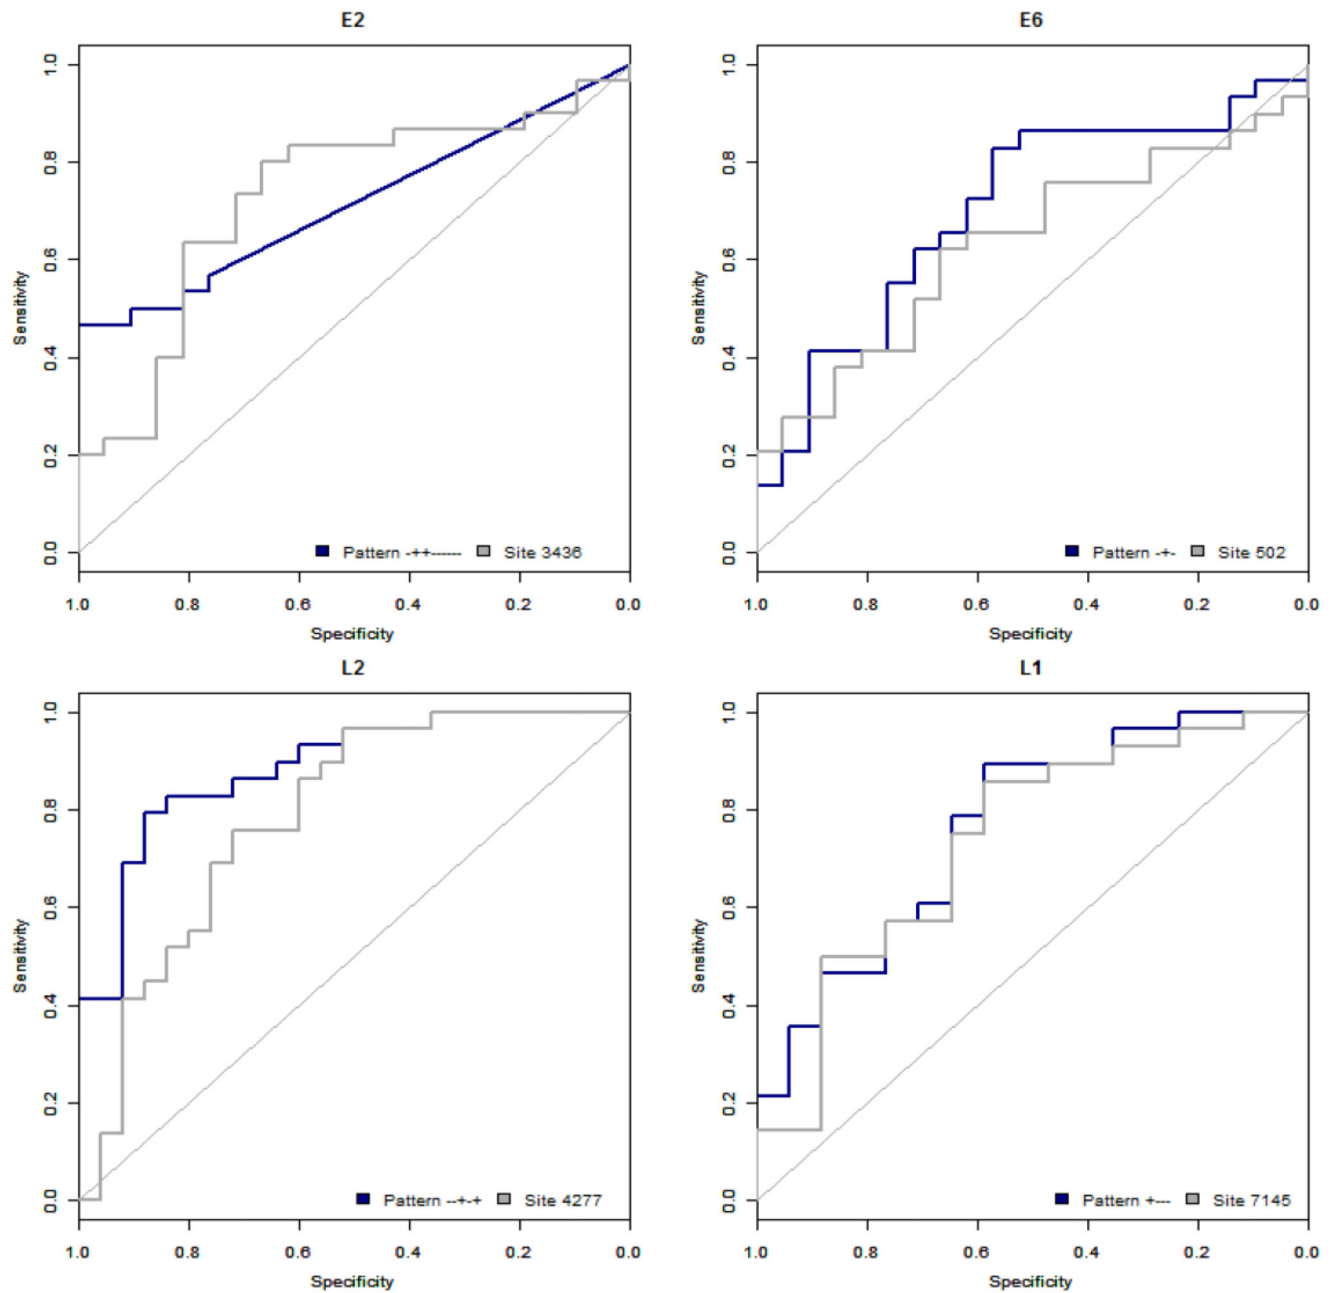 E2
1.0
0.8
0.6
0.4
0.2
0.0
Sensitivity
Pattern -++------ Site 3436
1.0 0.8 0.6 0.4 0.2 0.0
Specificity
E6
1.0
0.8
0.6
0.4
0.2
0.0
Sensitivity
Pattern -+- Site 502
1.0 0.8 0.6 0.4 0.2 0.0
Specificity
L2
1.0
0.8
0.6
0.4
0.2
0.0
Sensitivity
Pattern --+-+ Site 4277
1.0 0.8 0.6 0.4 0.2 0.0
Specificity
L1
1.0
0.8
0.6
0.4
0.2
0.0
Sensitivity
Pattern +--- Site 7145
1.0 0.8 0.6 0.4 0.2 0.0
Specificity